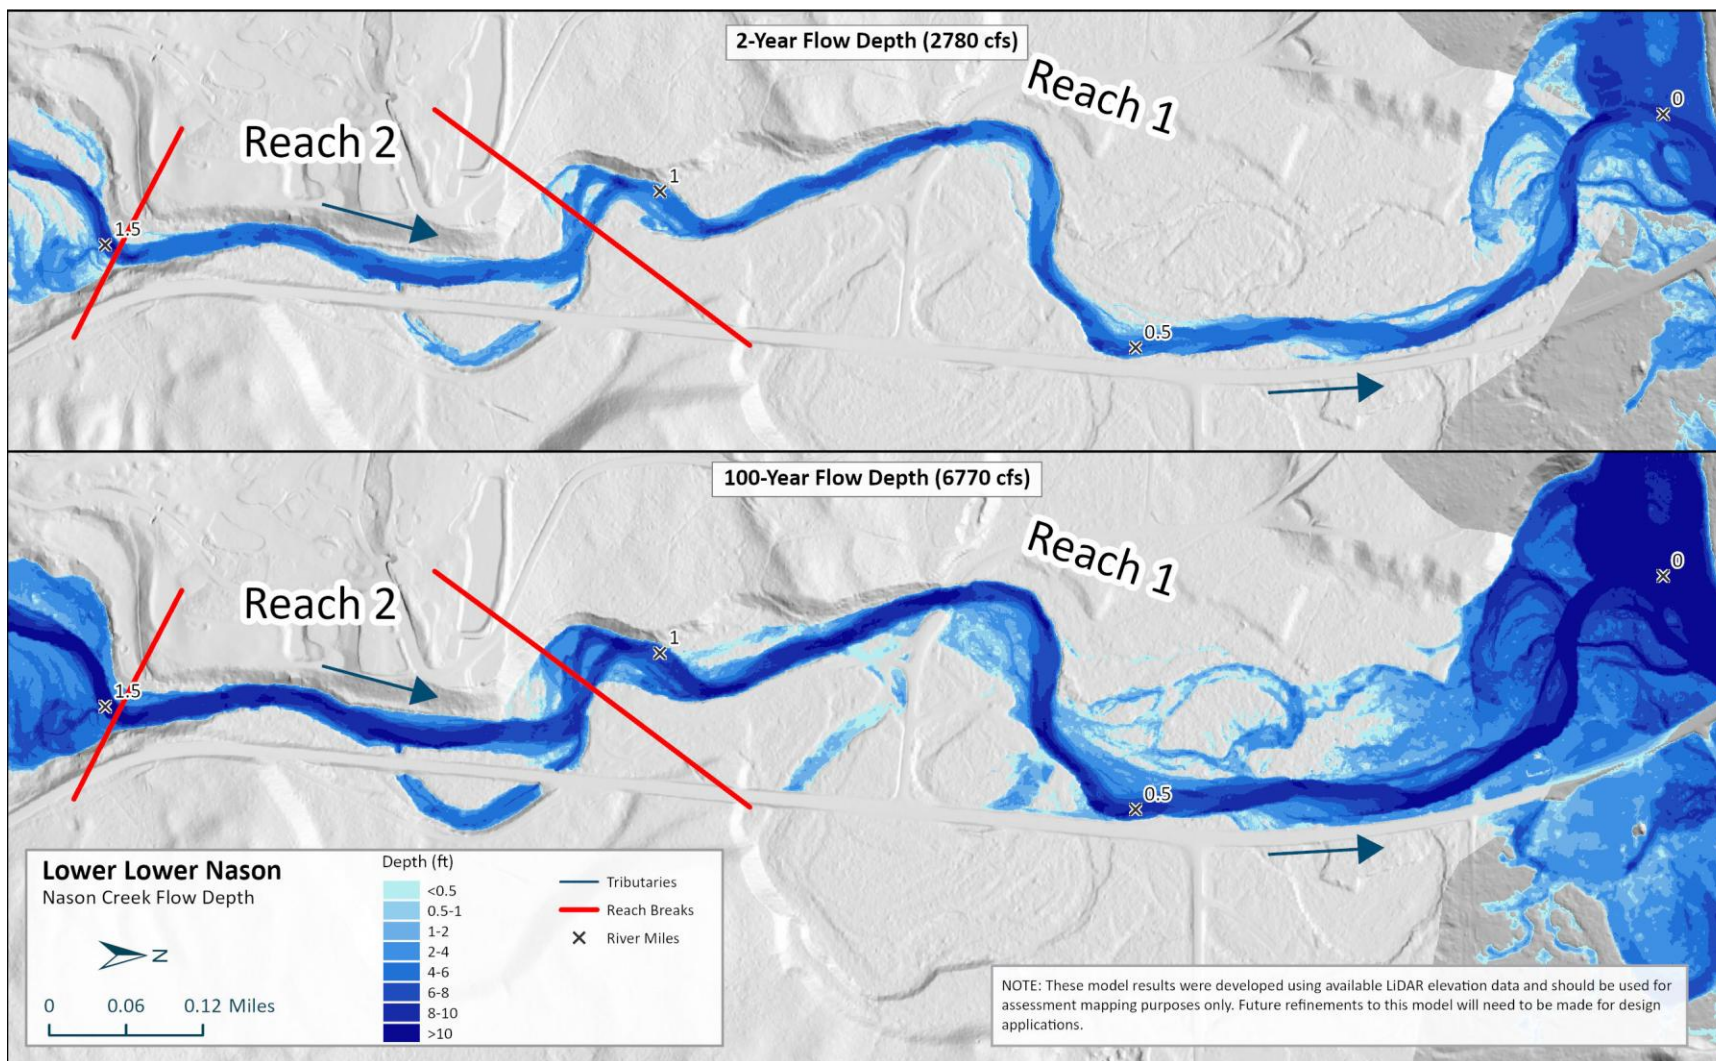 2-Year Flow Depth (2780 cfs)
Reach 1
0
Reach 2
1
1.5
0.5
100-Year Flow Depth (6770 cfs)
Reach 1
0
Reach 2
1
1.5
0.5
Lower Lower Nason
Nason Creek Flow Depth
N
0 0.06 0.12 Miles
Depth (ft)
<0.5
0.5-1
1-2
2-4
4-6
6-8
8-10
>10
Tributaries
Reach Breaks
River Miles
NOTE: These model results were developed using available LiDAR elevation data and should be used for
assessment mapping purposes only. Future refinements to this model will need to be made for design
applications.